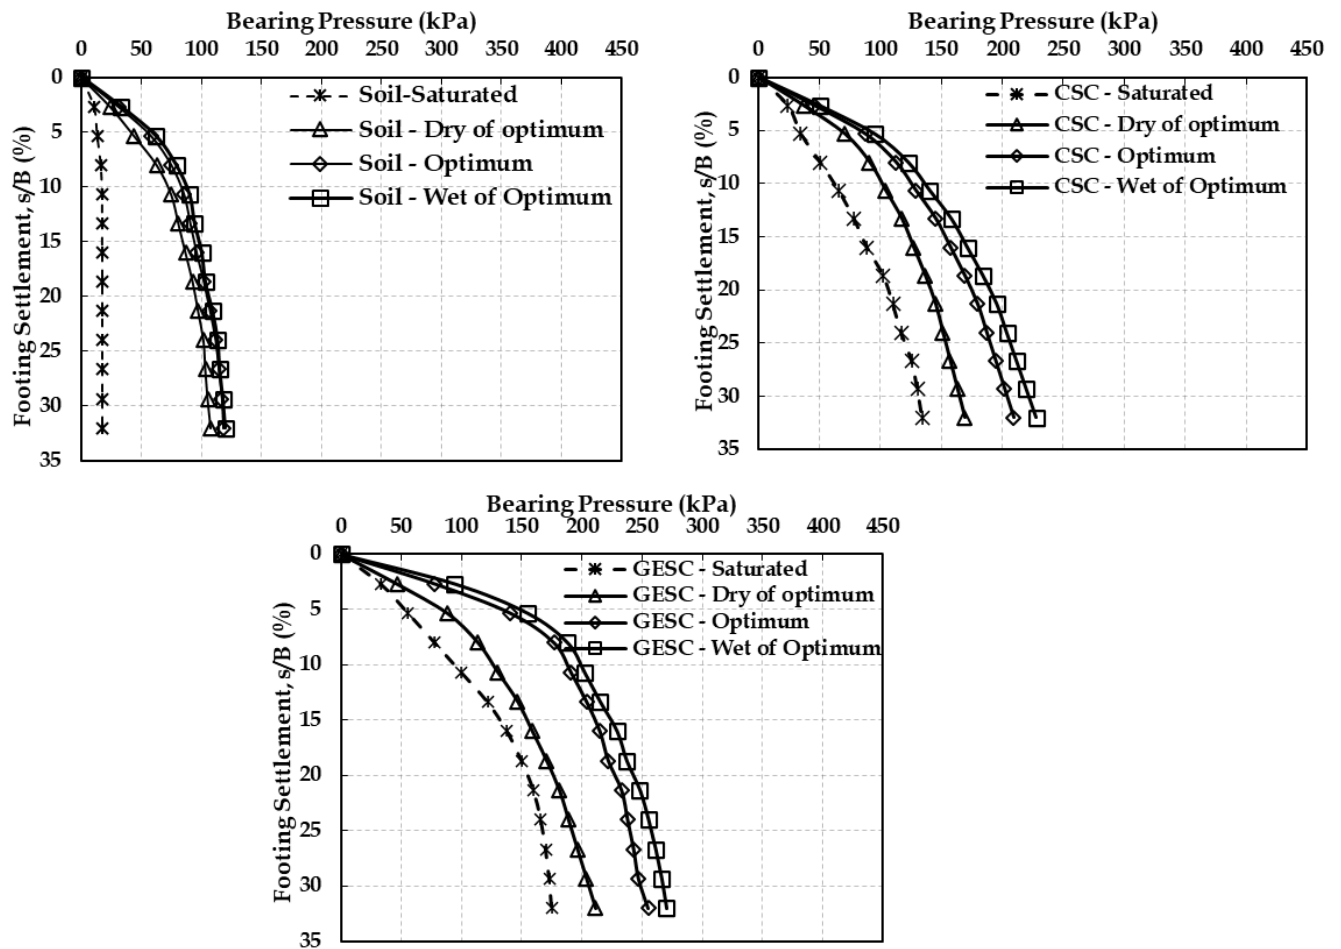 Bearing Pressure (kPa)
0 50 100 150 200 250 300 350 400 450
Footing Settlement, s/B (%)
0
5
10
15
20
25
30
35
Soil-Saturated
Soil - Dry of optimum
Soil - Optimum
Soil - Wet of Optimum
Bearing Pressure (kPa)
0 50 100 150 200 250 300 350 400 450
Footing Settlement, s/B (%)
0
5
10
15
20
25
30
35
CSC - Saturated
CSC - Dry of optimum
CSC - Optimum
CSC - Wet of Optimum
Bearing Pressure (kPa)
0 50 100 150 200 250 300 350 400 450
Footing Settlement, s/B (%)
0
5
10
15
20
25
30
35
GESC - Saturated
GESC - Dry of optimum
GESC - Optimum
GESC - Wet of Optimum